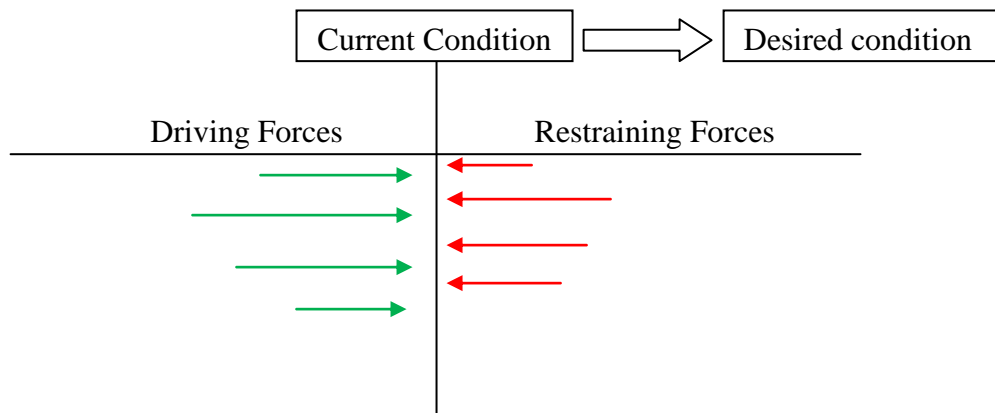 Current Condition
Desired condition
Driving Forces
Restraining Forces